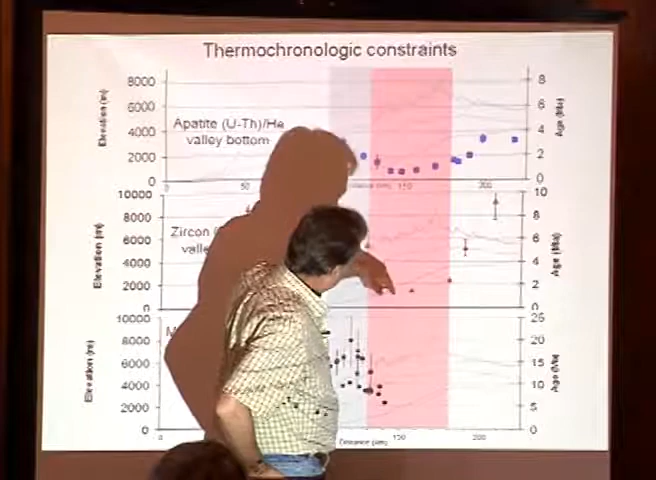 Thermochronologic constraints
8000 8
6000 6
4000 4
2000 2
0 0
Elevation (m)
Age (Ma)
Apatite (U-Th)/He
valley bottom
0 50 150 200
10000 10
8000 8
6000 6
4000 4
2000 2
0 0
Elevation (m)
Age (Ma)
Zircon (
valle
10000 25
8000 20
6000 15
4000 10
2000 5
0 0
Elevation (m)
Age (Ma)
M
0 150 200
Distance (km)